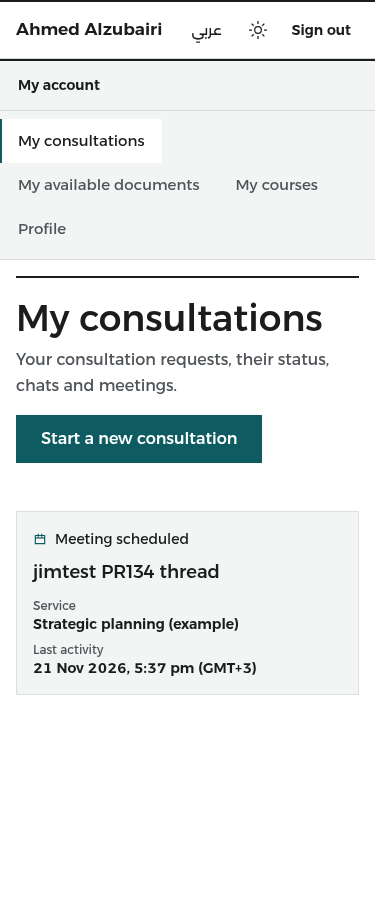 Ahmed Alzubairi
عربي
Sign out
My account
My consultations
My available documents
My courses
Profile
My consultations
Your consultation requests, their status,
chats and meetings.
Start a new consultation
Meeting scheduled
jimtest PR134 thread
Service
Strategic planning (example)
Last activity
21 Nov 2026, 5:37 pm (GMT+3)